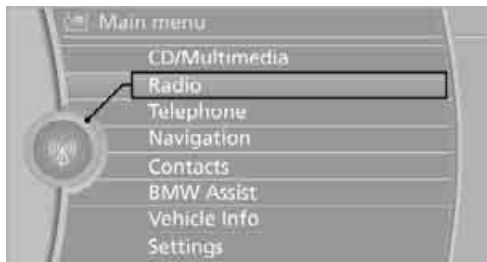 Main menu
CD/Multimedia
Radio
Telephone
Navigation
Contacts
BMW Assist
Vehicle Info
Settings